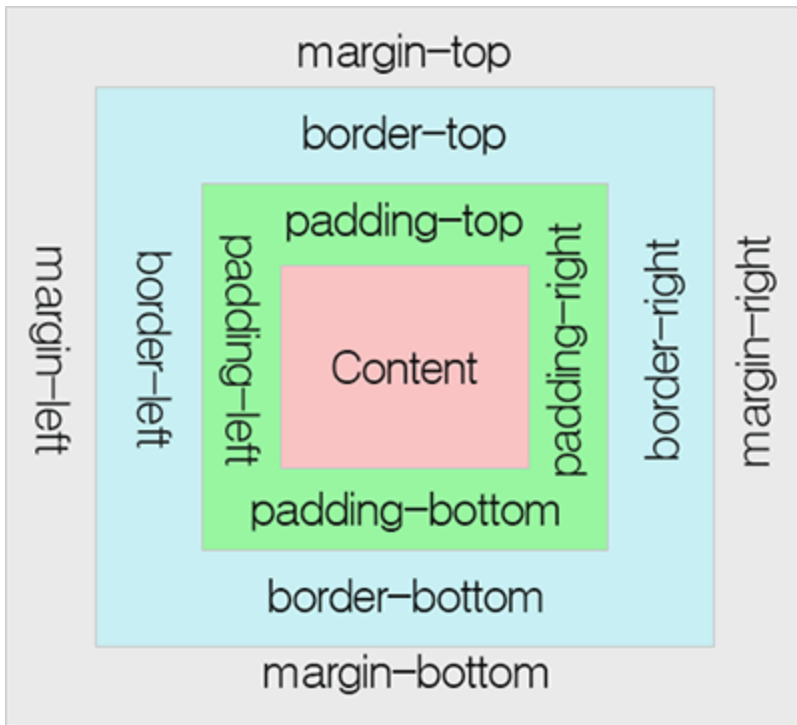 margin-top
border-top
padding-top
margin-left
border-left
padding-left
Content
padding-right
border-right
margin-right
padding-bottom
border-bottom
margin-bottom